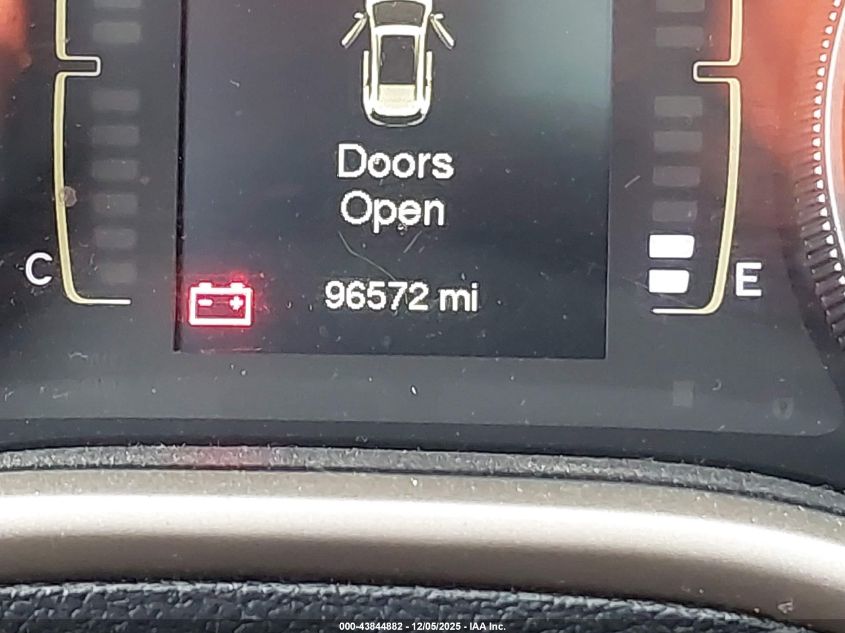 Doors
Open
C
E
96572 mi
000-43844882 - 12/05/2025 - IAA Inc.